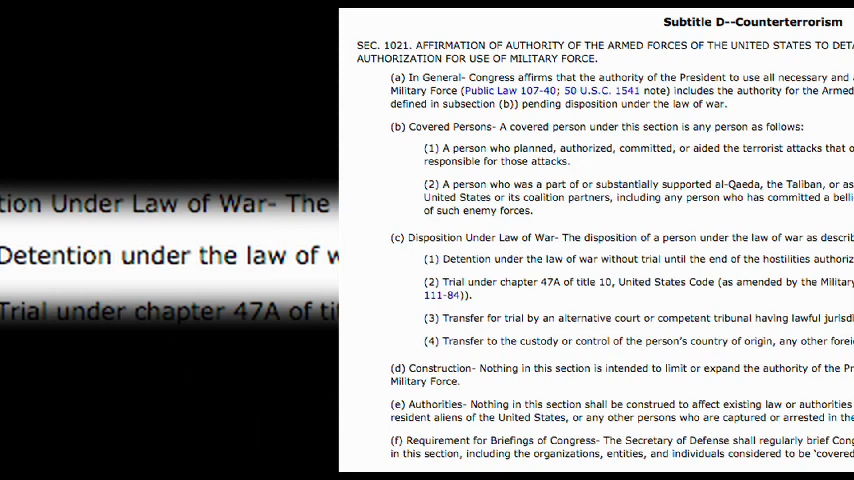 tion Under Law of War- The
Detention under the law of w
Trial under chapter 47A of tit
Subtitle D--Counterterrorism
SEC. 1021. AFFIRMATION OF AUTHORITY OF THE ARMED FORCES OF THE UNITED STATES TO DETA
AUTHORIZATION FOR USE OF MILITARY FORCE.
(a) In General- Congress affirms that the authority of the President to use all necessary and a
Military Force (Public Law 107-40; 50 U.S.C. 1541 note) includes the authority for the Armed
defined in subsection (b)) pending disposition under the law of war.
(b) Covered Persons- A covered person under this section is any person as follows:
(1) A person who planned, authorized, committed, or aided the terrorist attacks that o
responsible for those attacks.
(2) A person who was a part of or substantially supported al-Qaeda, the Taliban, or as
United States or its coalition partners, including any person who has committed a belli
of such enemy forces.
(c) Disposition Under Law of War- The disposition of a person under the law of war as describ
(1) Detention under the law of war without trial until the end of the hostilities authoriz
(2) Trial under chapter 47A of title 10, United States Code (as amended by the Military
111-84)).
(3) Transfer for trial by an alternative court or competent tribunal having lawful jurisdi
(4) Transfer to the custody or control of the person's country of origin, any other forei
(d) Construction- Nothing in this section is intended to limit or expand the authority of the Pr
Military Force.
(e) Authorities- Nothing in this section shall be construed to affect existing law or authorities
resident aliens of the United States, or any other persons who are captured or arrested in the
(f) Requirement for Briefings of Congress- The Secretary of Defense shall regularly brief Cong
in this section, including the organizations, entities, and individuals considered to be 'covered